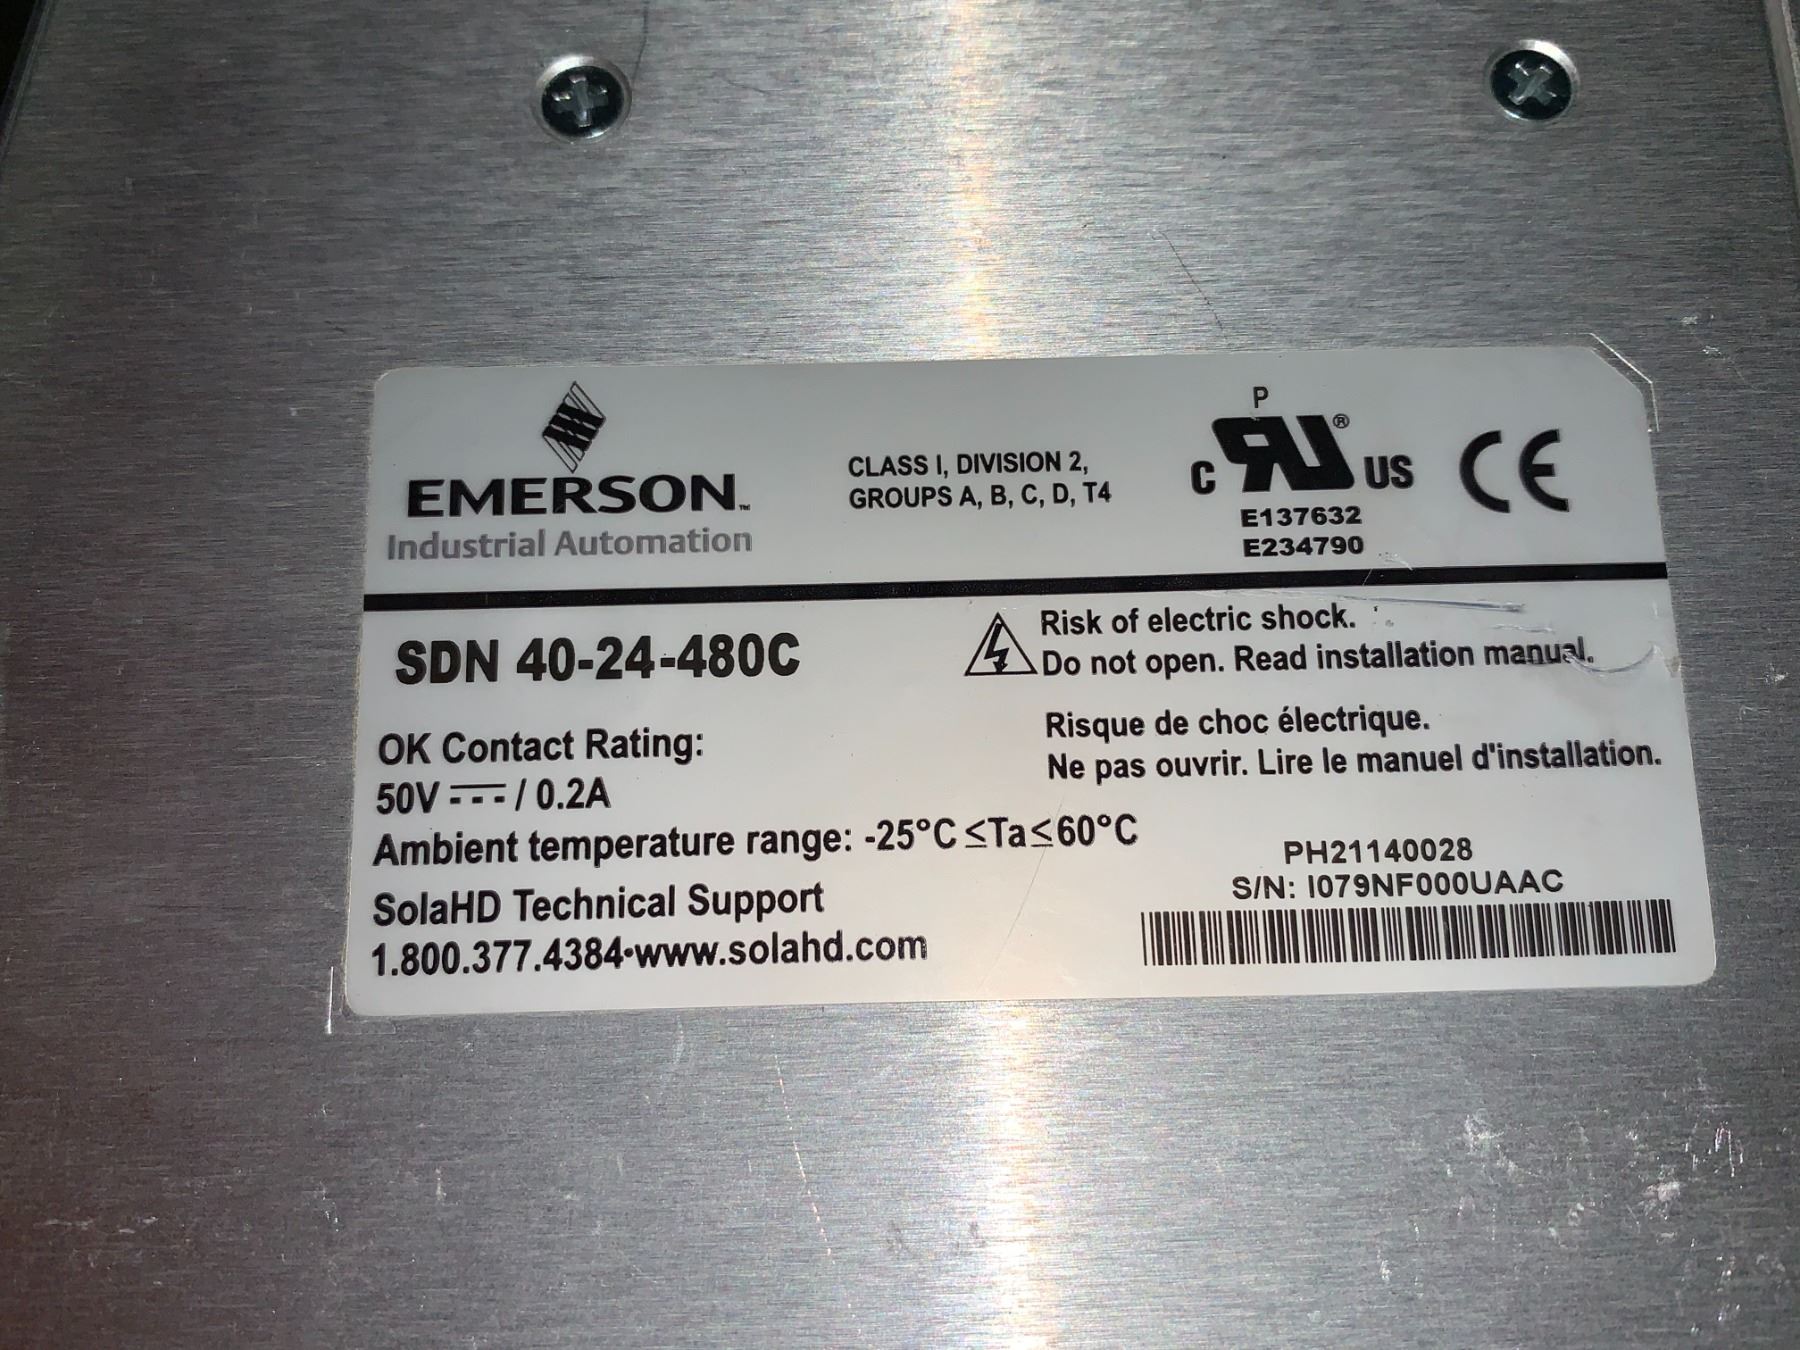 EMERSON™
Industrial Automation
CLASS I, DIVISION 2,
GROUPS A, B, C, D, T4
P
C RU® US CE
E137632
E234790
SDN 40-24-480C
Risk of electric shock.
Do not open. Read installation manual.
Risque de choc électrique.
Ne pas ouvrir. Lire le manuel d'installation.
OK Contact Rating:
50V ⎓ / 0.2A
Ambient temperature range: -25°C ≤Ta≤60°C
SolaHD Technical Support
1.800.377.4384•www.solahd.com
PH21140028
S/N: I079NF000UAAC